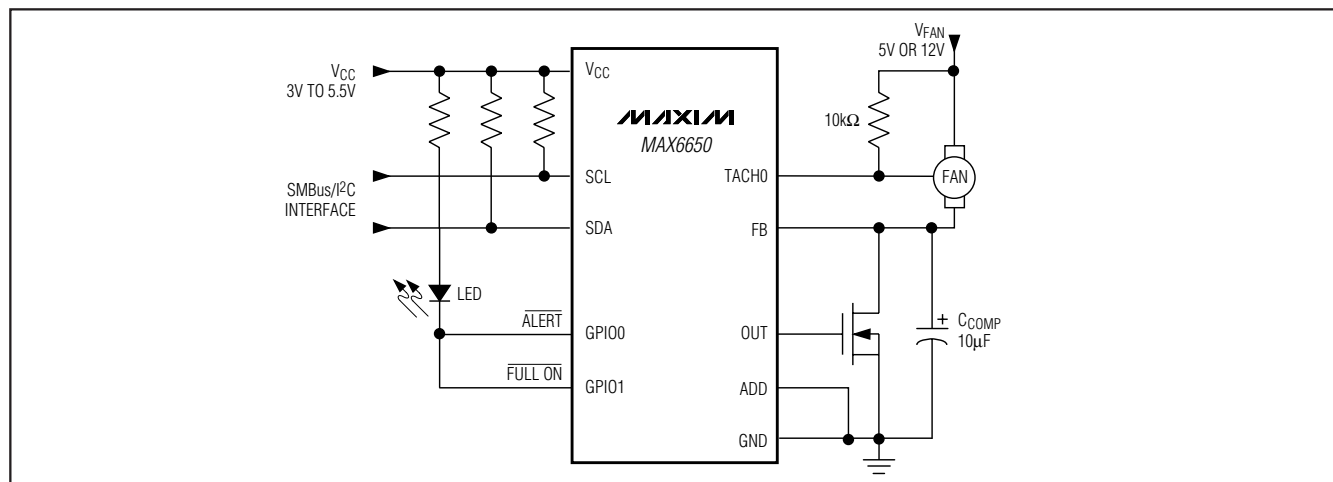 VFAN
5V OR 12V
VCC
3V TO 5.5V
VCC
MAXIM
MAX6650
10kΩ
SCL
TACH0
FAN
SMBus/I²C
INTERFACE
SDA
FB
LED
ALERT
GPIO0
OUT
+
CCOMP
10µF
FULL ON
GPIO1
ADD
GND